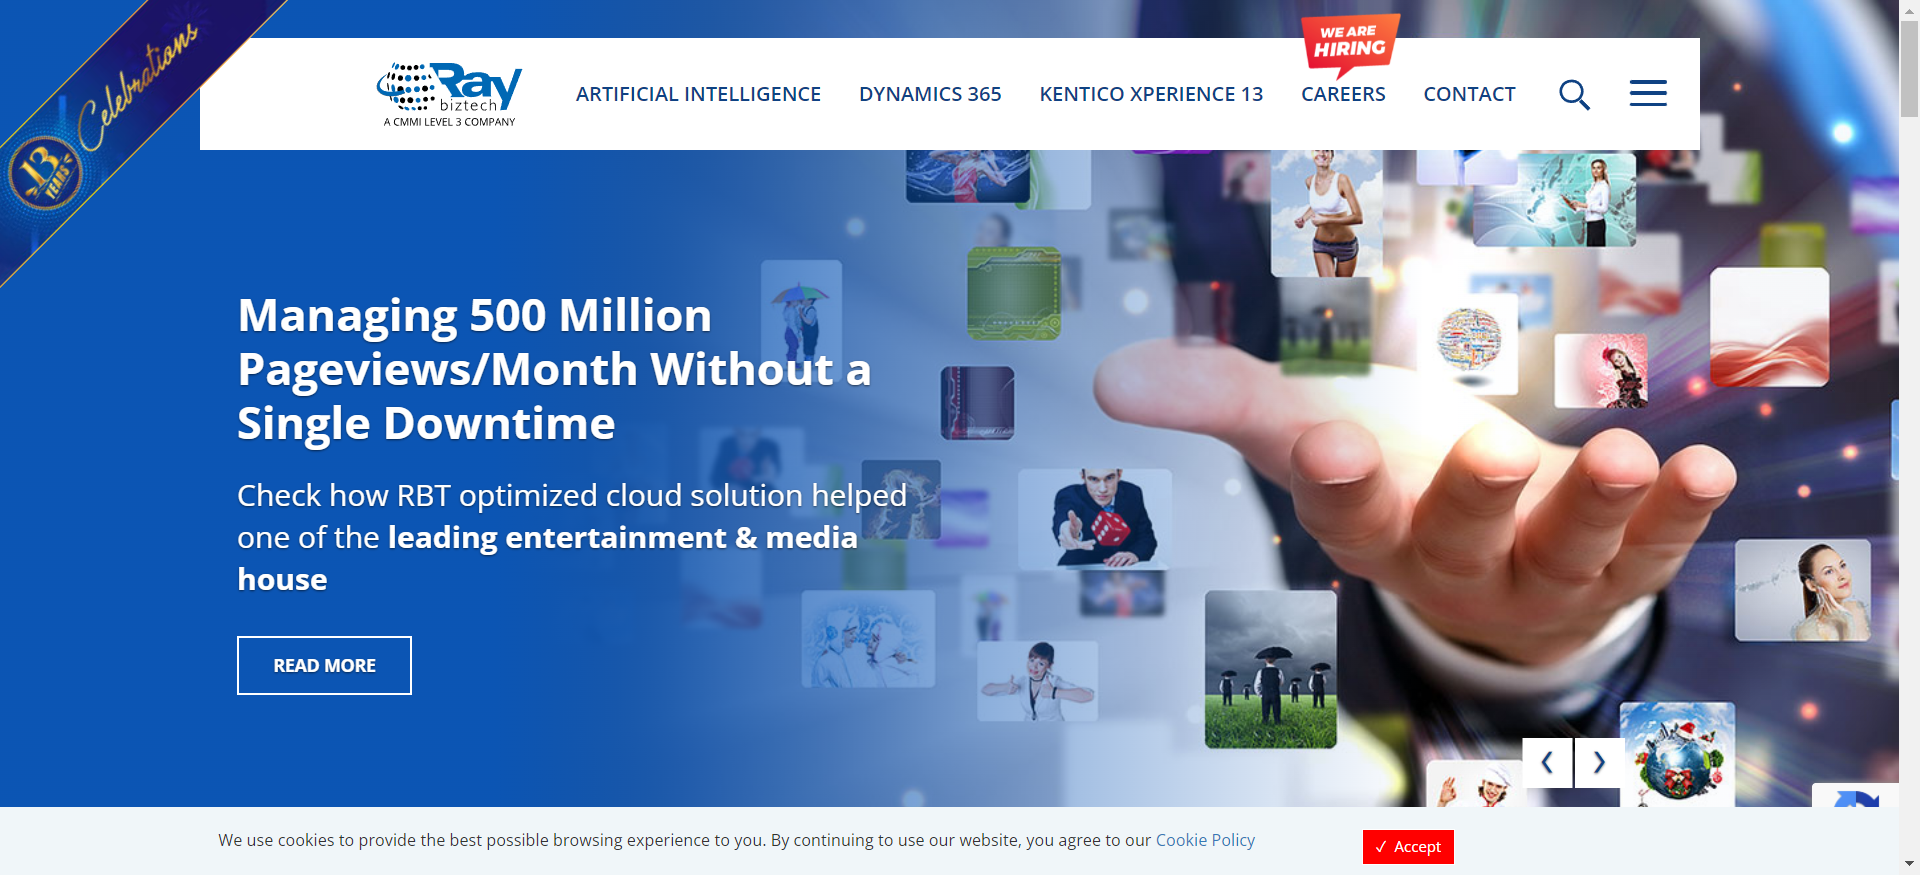 13
YEARS
Celebrations
WE ARE
HIRING
Ray
biztech
A CMMI LEVEL 3 COMPANY
ARTIFICIAL INTELLIGENCE
DYNAMICS 365
KENTICO XPERIENCE 13
CAREERS
CONTACT
Managing 500 Million
Pageviews/Month Without a
Single Downtime
Check how RBT optimized cloud solution helped
one of the leading entertainment & media
house
READ MORE
We use cookies to provide the best possible browsing experience to you. By continuing to use our website, you agree to our Cookie Policy
✓ Accept